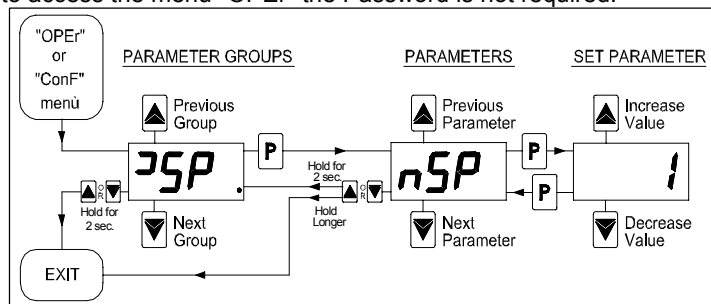 to access the menu "OPEr" the Password is not required.
"OPEr"
or
"ConF"
menù
PARAMETER GROUPS
PARAMETERS
SET PARAMETER
Previous
Group
Previous
Parameter
Increase
Value
]SP.
P
nSP
P
P
1
Hold for
2 sec.
OR
OR
Hold for
2 sec.
Hold
Longer
Next
Group
Next
Parameter
Decrease
Value
EXIT